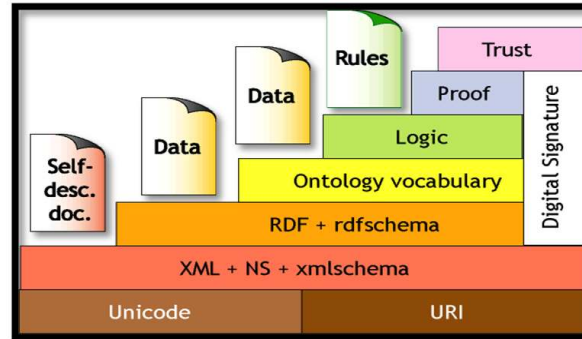 Trust
Rules
Proof
Data
Logic
Data
Ontology vocabulary
Digital Signature
Self-
desc.
doc.
RDF + rdfschema
XML + NS + xmlschema
Unicode
URI